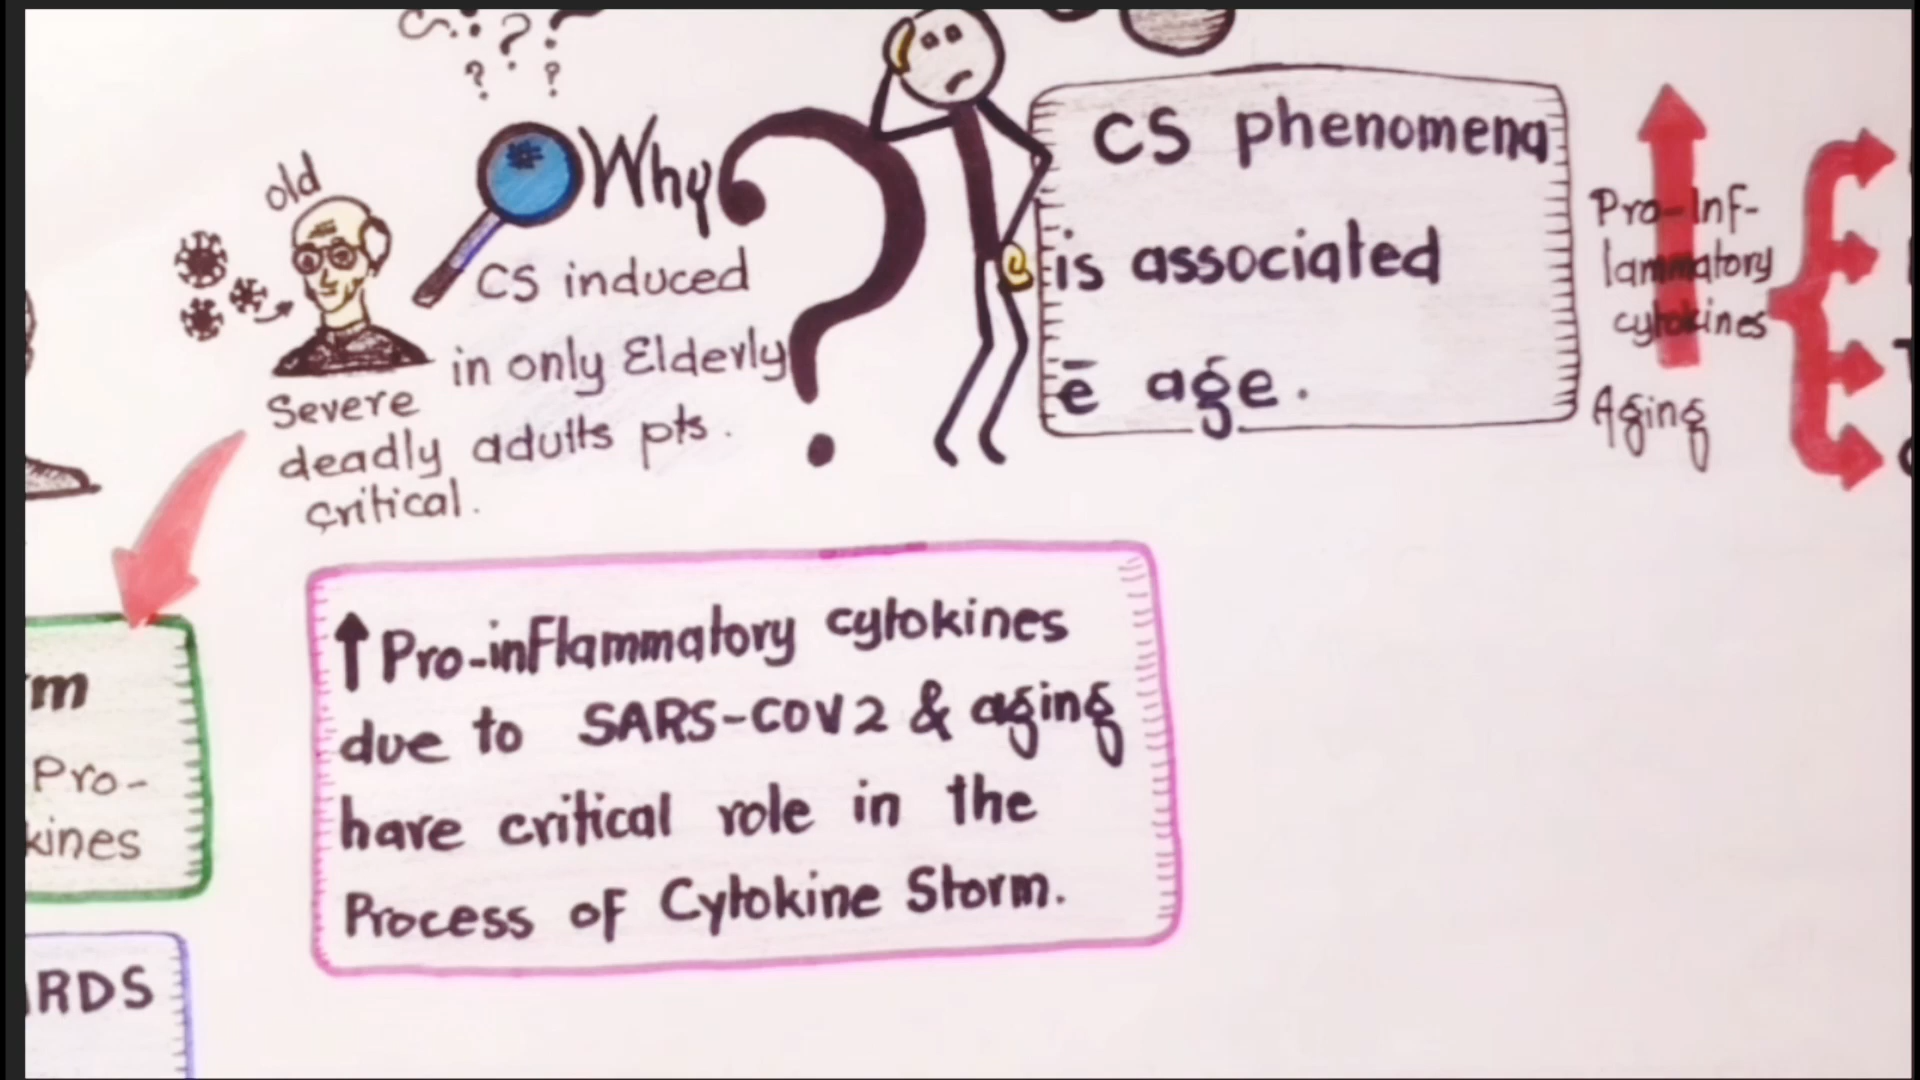 ? ? ?
? ?
old
Why?
CS induced
in only Elderly
adults pts.
Severe
deadly
critical.
CS phenomena
is associated
ē age.
Pro-Inf-
lammatory
cytokines
Aging
↑ Pro-inflammatory cytokines
due to SARS-COV2 & aging
have critical role in the
Process of Cytokine Storm.
m
Pro-
kines
RDS